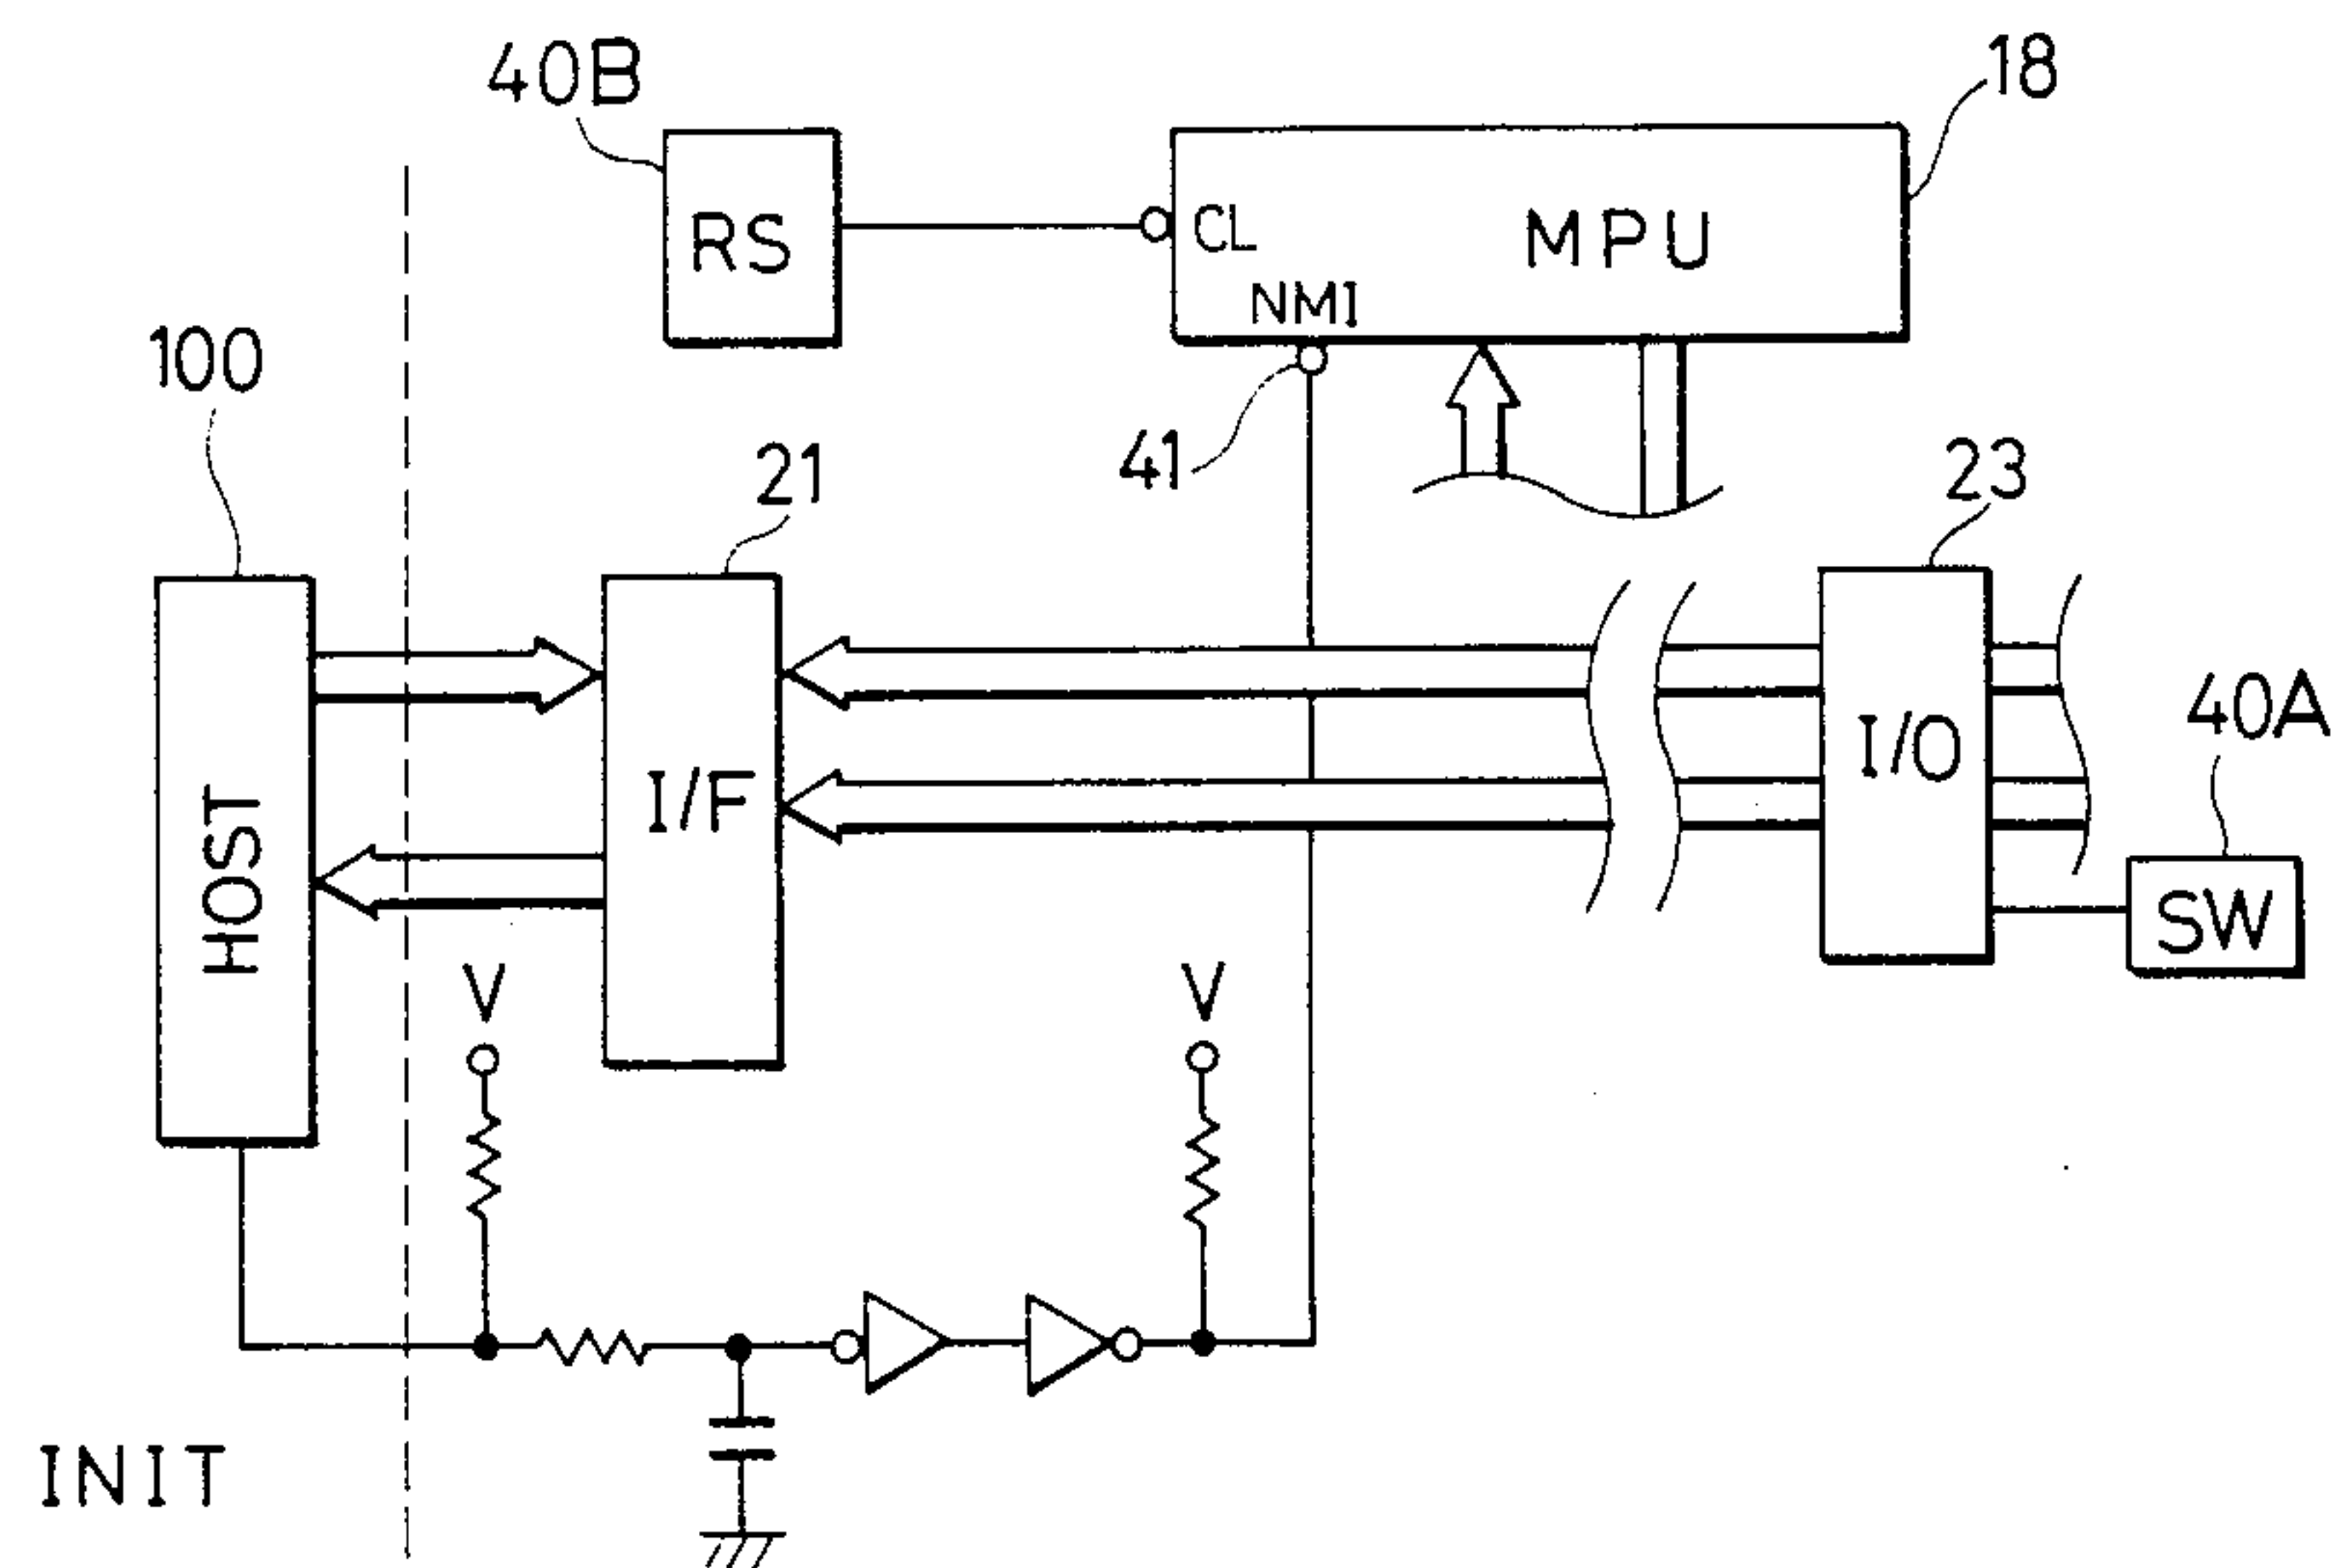 40B
18
RS
CL
MPU
NMI
100
41
21
23
40A
I/O
I/F
HOST
SW
V
V
INIT